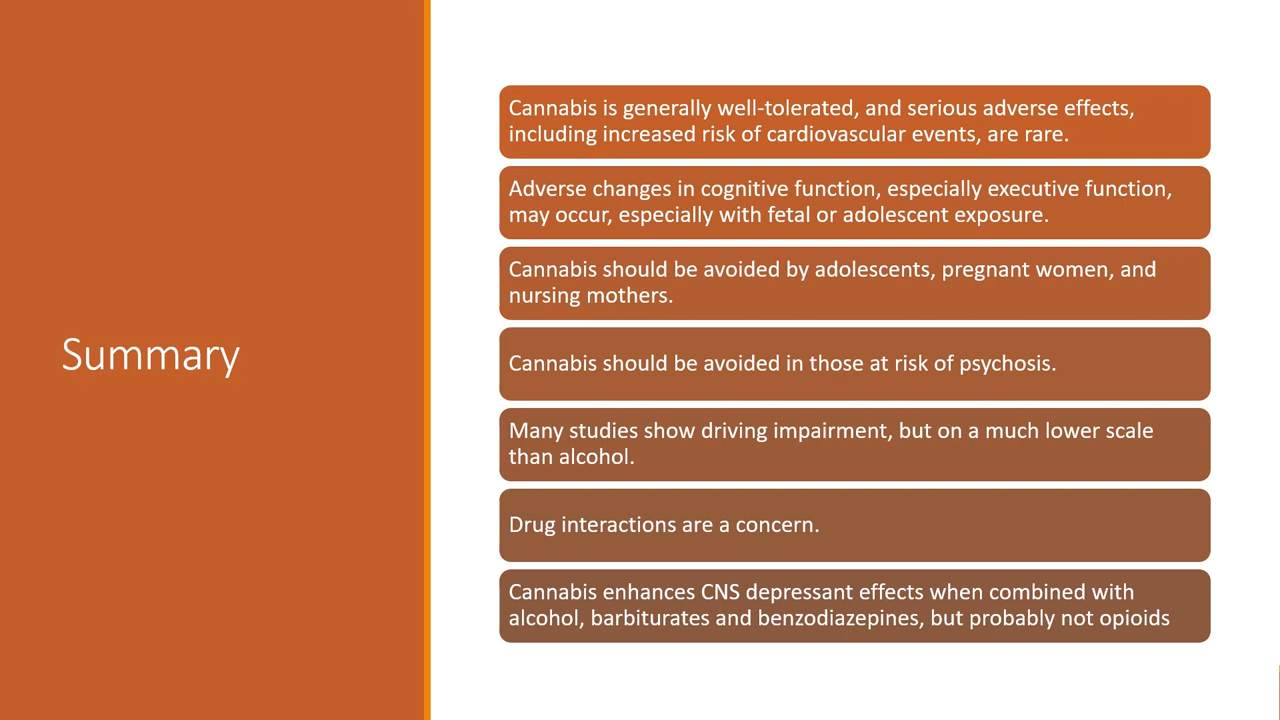 Summary
Cannabis is generally well-tolerated, and serious adverse effects,
including increased risk of cardiovascular events, are rare.
Adverse changes in cognitive function, especially executive function,
may occur, especially with fetal or adolescent exposure.
Cannabis should be avoided by adolescents, pregnant women, and
nursing mothers.
Cannabis should be avoided in those at risk of psychosis.
Many studies show driving impairment, but on a much lower scale
than alcohol.
Drug interactions are a concern.
Cannabis enhances CNS depressant effects when combined with
alcohol, barbiturates and benzodiazepines, but probably not opioids